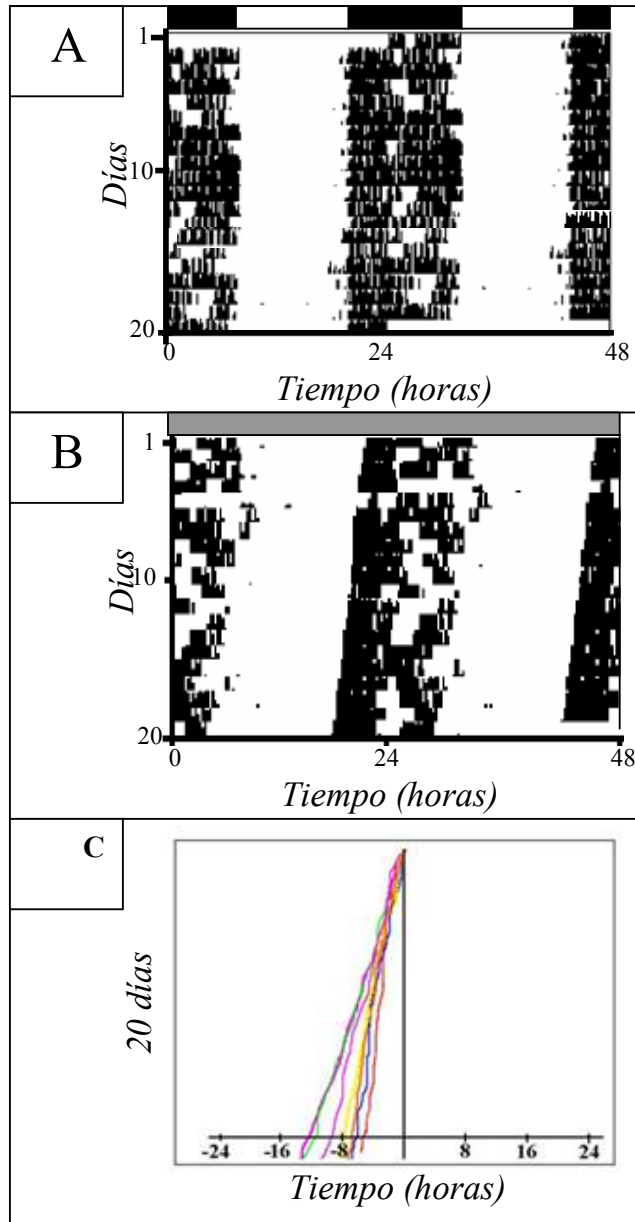 A
1
Días
10
20
0 24 48
Tiempo (horas)
B
1
Días
10
20
0 24 48
Tiempo (horas)
C
20 días
-24 -16 -8 8 16 24
Tiempo (horas)